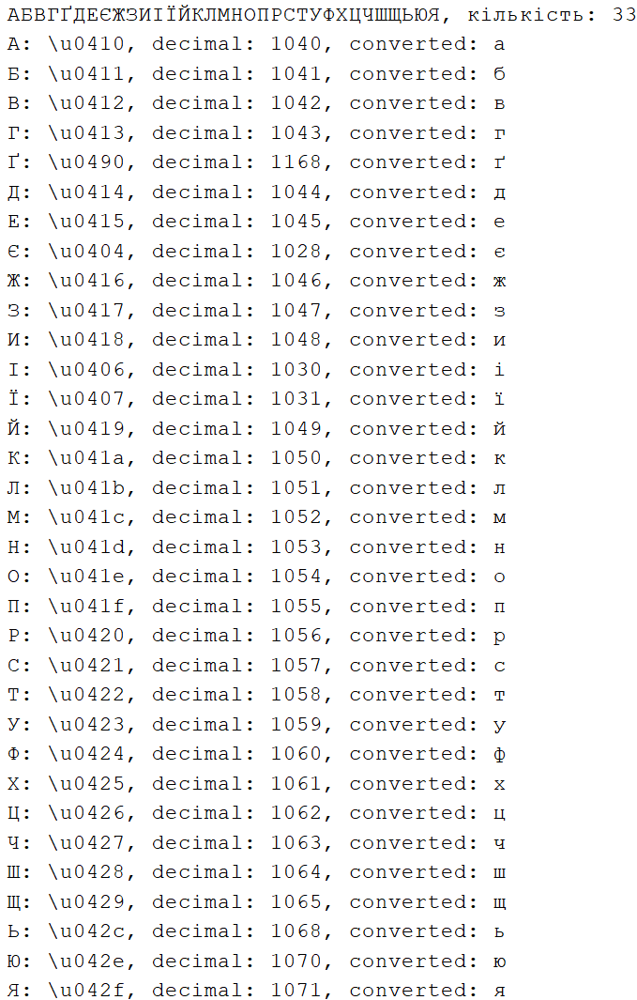 АБВГҐДЕЄЖЗИІЇЙКЛМНОПРСТУФХЦЧШЩЬЮЯ, кількість: 33
А: \u0410, decimal: 1040, converted: а
Б: \u0411, decimal: 1041, converted: б
В: \u0412, decimal: 1042, converted: в
Г: \u0413, decimal: 1043, converted: г
Ґ: \u0490, decimal: 1168, converted: ґ
Д: \u0414, decimal: 1044, converted: д
Е: \u0415, decimal: 1045, converted: е
Є: \u0404, decimal: 1028, converted: є
Ж: \u0416, decimal: 1046, converted: ж
З: \u0417, decimal: 1047, converted: з
И: \u0418, decimal: 1048, converted: и
І: \u0406, decimal: 1030, converted: і
Ї: \u0407, decimal: 1031, converted: ї
Й: \u0419, decimal: 1049, converted: й
К: \u041a, decimal: 1050, converted: к
Л: \u041b, decimal: 1051, converted: л
М: \u041c, decimal: 1052, converted: м
Н: \u041d, decimal: 1053, converted: н
О: \u041e, decimal: 1054, converted: о
П: \u041f, decimal: 1055, converted: п
Р: \u0420, decimal: 1056, converted: р
С: \u0421, decimal: 1057, converted: с
Т: \u0422, decimal: 1058, converted: т
У: \u0423, decimal: 1059, converted: у
Ф: \u0424, decimal: 1060, converted: ф
Х: \u0425, decimal: 1061, converted: х
Ц: \u0426, decimal: 1062, converted: ц
Ч: \u0427, decimal: 1063, converted: ч
Ш: \u0428, decimal: 1064, converted: ш
Щ: \u0429, decimal: 1065, converted: щ
Ь: \u042c, decimal: 1068, converted: ь
Ю: \u042e, decimal: 1070, converted: ю
Я: \u042f, decimal: 1071, converted: я